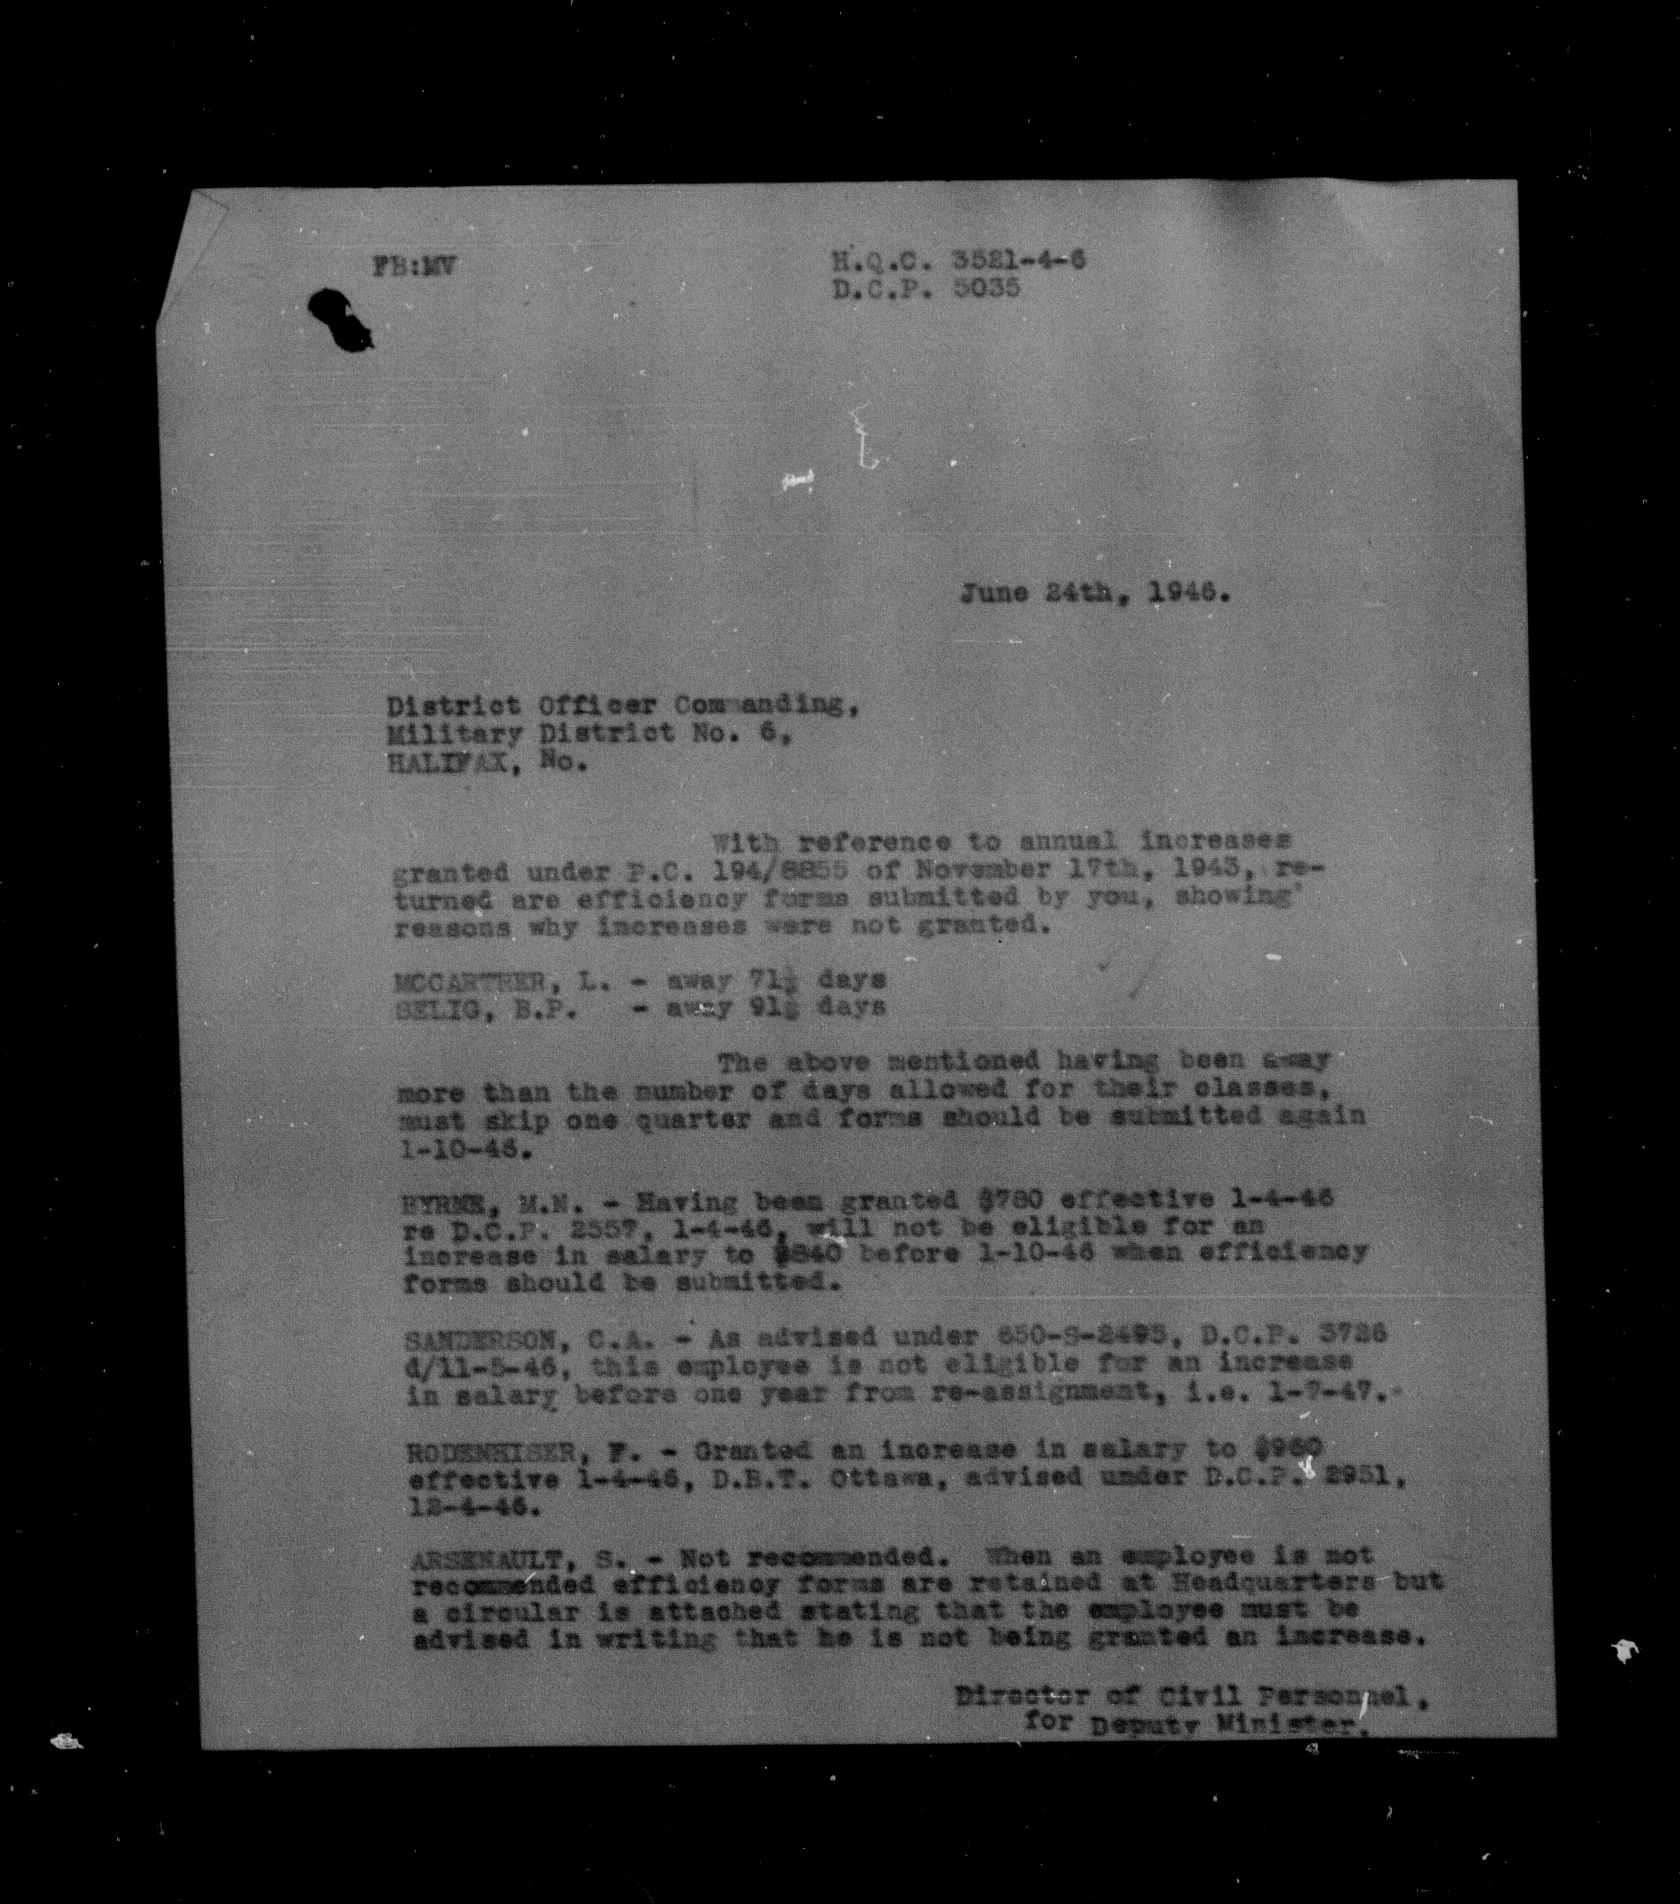 FB:MV
H.Q.C. 3521-4-6
D.C.P. 5035
June 24th, 1946.
District Officer Commanding,
Military District No. 6,
HALIFAX, No.
With reference to annual increases
granted under P.C. 194/8855 of November 17th, 1943, re-
turned are efficiency forms submitted by you, showing
reasons why increases were not granted.
MCCARTHER, L. - away 71½ days
SELIG, B.P. - away 91½ days
The above mentioned having been away
more than the number of days allowed for their classes,
must skip one quarter and forms should be submitted again
1-10-46.
BYRNE, M.N. - Having been granted $780 effective 1-4-46
re D.C.P. 2557, 1-4-46, will not be eligible for an
increase in salary to $840 before 1-10-46 when efficiency
forms should be submitted.
SANDERSON, C.A. - As advised under 650-S-2493, D.C.P. 3726
d/11-5-46, this employee is not eligible for an increase
in salary before one year from re-assignment, i.e. 1-7-47.
RODENHISER, F. - Granted an increase in salary to $960
effective 1-4-46, D.B.T. Ottawa, advised under D.C.P. 2951,
12-4-46.
ARSENAULT, S. - Not recommended. When an employee is not
recommended efficiency forms are retained at Headquarters but
a circular is attached stating that the employee must be
advised in writing that he is not being granted an increase.
Director of Civil Personnel,
for Deputy Minister.